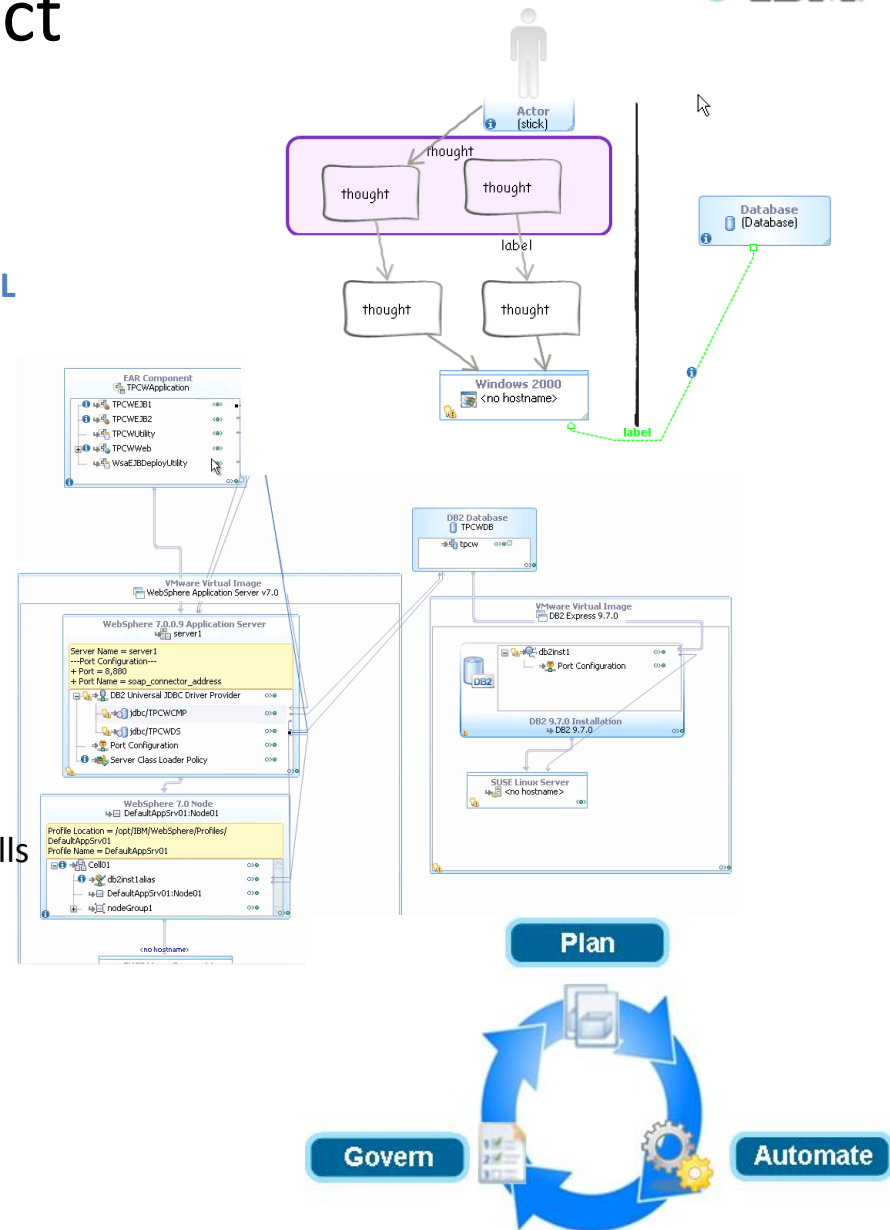 ct
IBM
Actor
(stick)
thought
thought
thought
label
Database
(Database)
L
thought
thought
Windows 2000
<no hostname>
label
EAR Component
TPCWApplication
TPCWEJB1
TPCWEJB2
TPCWUtility
TPCWWeb
WsaEJBDeployUtility
DB2 Database
TPCWDB
tpcw
VMware Virtual Image
WebSphere Application Server v7.0
VMware Virtual Image
DB2 Express 9.7.0
WebSphere 7.0.0.9 Application Server
server1
Server Name = server1
---Port Configuration---
+ Port = 8,880
+ Port Name = soap_connector_address
DB2 Universal JDBC Driver Provider
jdbc/TPCWCMP
jdbc/TPCWDS
Port Configuration
Server Class Loader Policy
db2inst1
Port Configuration
DB2
DB2 9.7.0 Installation
DB2 9.7.0
SUSE Linux Server
<no hostname>
WebSphere 7.0 Node
DefaultAppSrv01:Node01
Profile Location = /opt/IBM/WebSphere/Profiles/
DefaultAppSrv01
Profile Name = DefaultAppSrv01
lls
Cell01
db2inst1alias
DefaultAppSrv01:Node01
nodeGroup1
<no hostname>
Plan
Govern
Automate